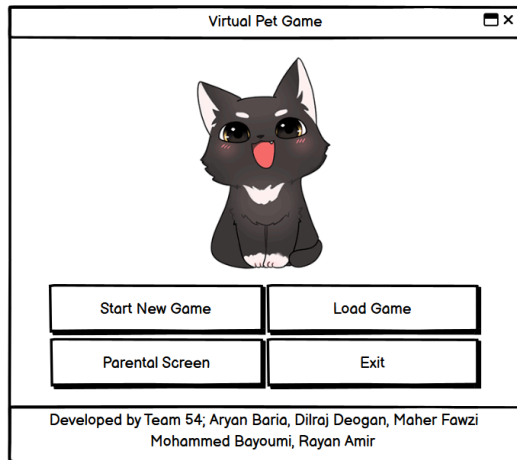 Virtual Pet Game
Start New Game
Load Game
Parental Screen
Exit
Developed by Team 54; Aryan Baria, Dilraj Deogan, Maher Fawzi
Mohammed Bayoumi, Rayan Amir